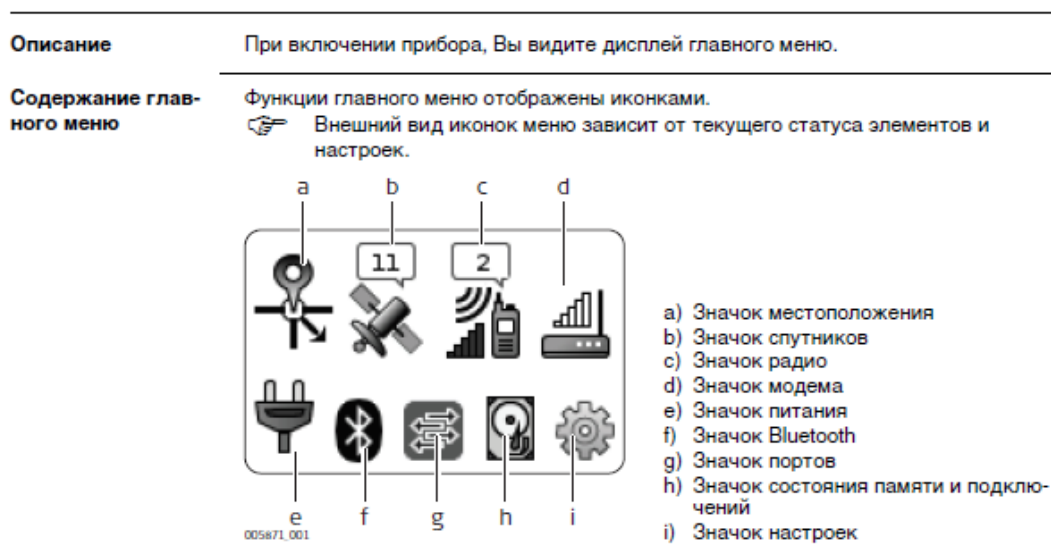 Описание
При включении прибора, Вы видите дисплей главного меню.
Содержание глав-
ного меню
Функции главного меню отображены иконками.
Внешний вид иконок меню зависит от текущего статуса элементов и
настроек.
a b c d
11 2
e f g h i
005871_001
a) Значок местоположения
b) Значок спутников
c) Значок радио
d) Значок модема
e) Значок питания
f) Значок Bluetooth
g) Значок портов
h) Значок состояния памяти и подклю-
чений
i) Значок настроек